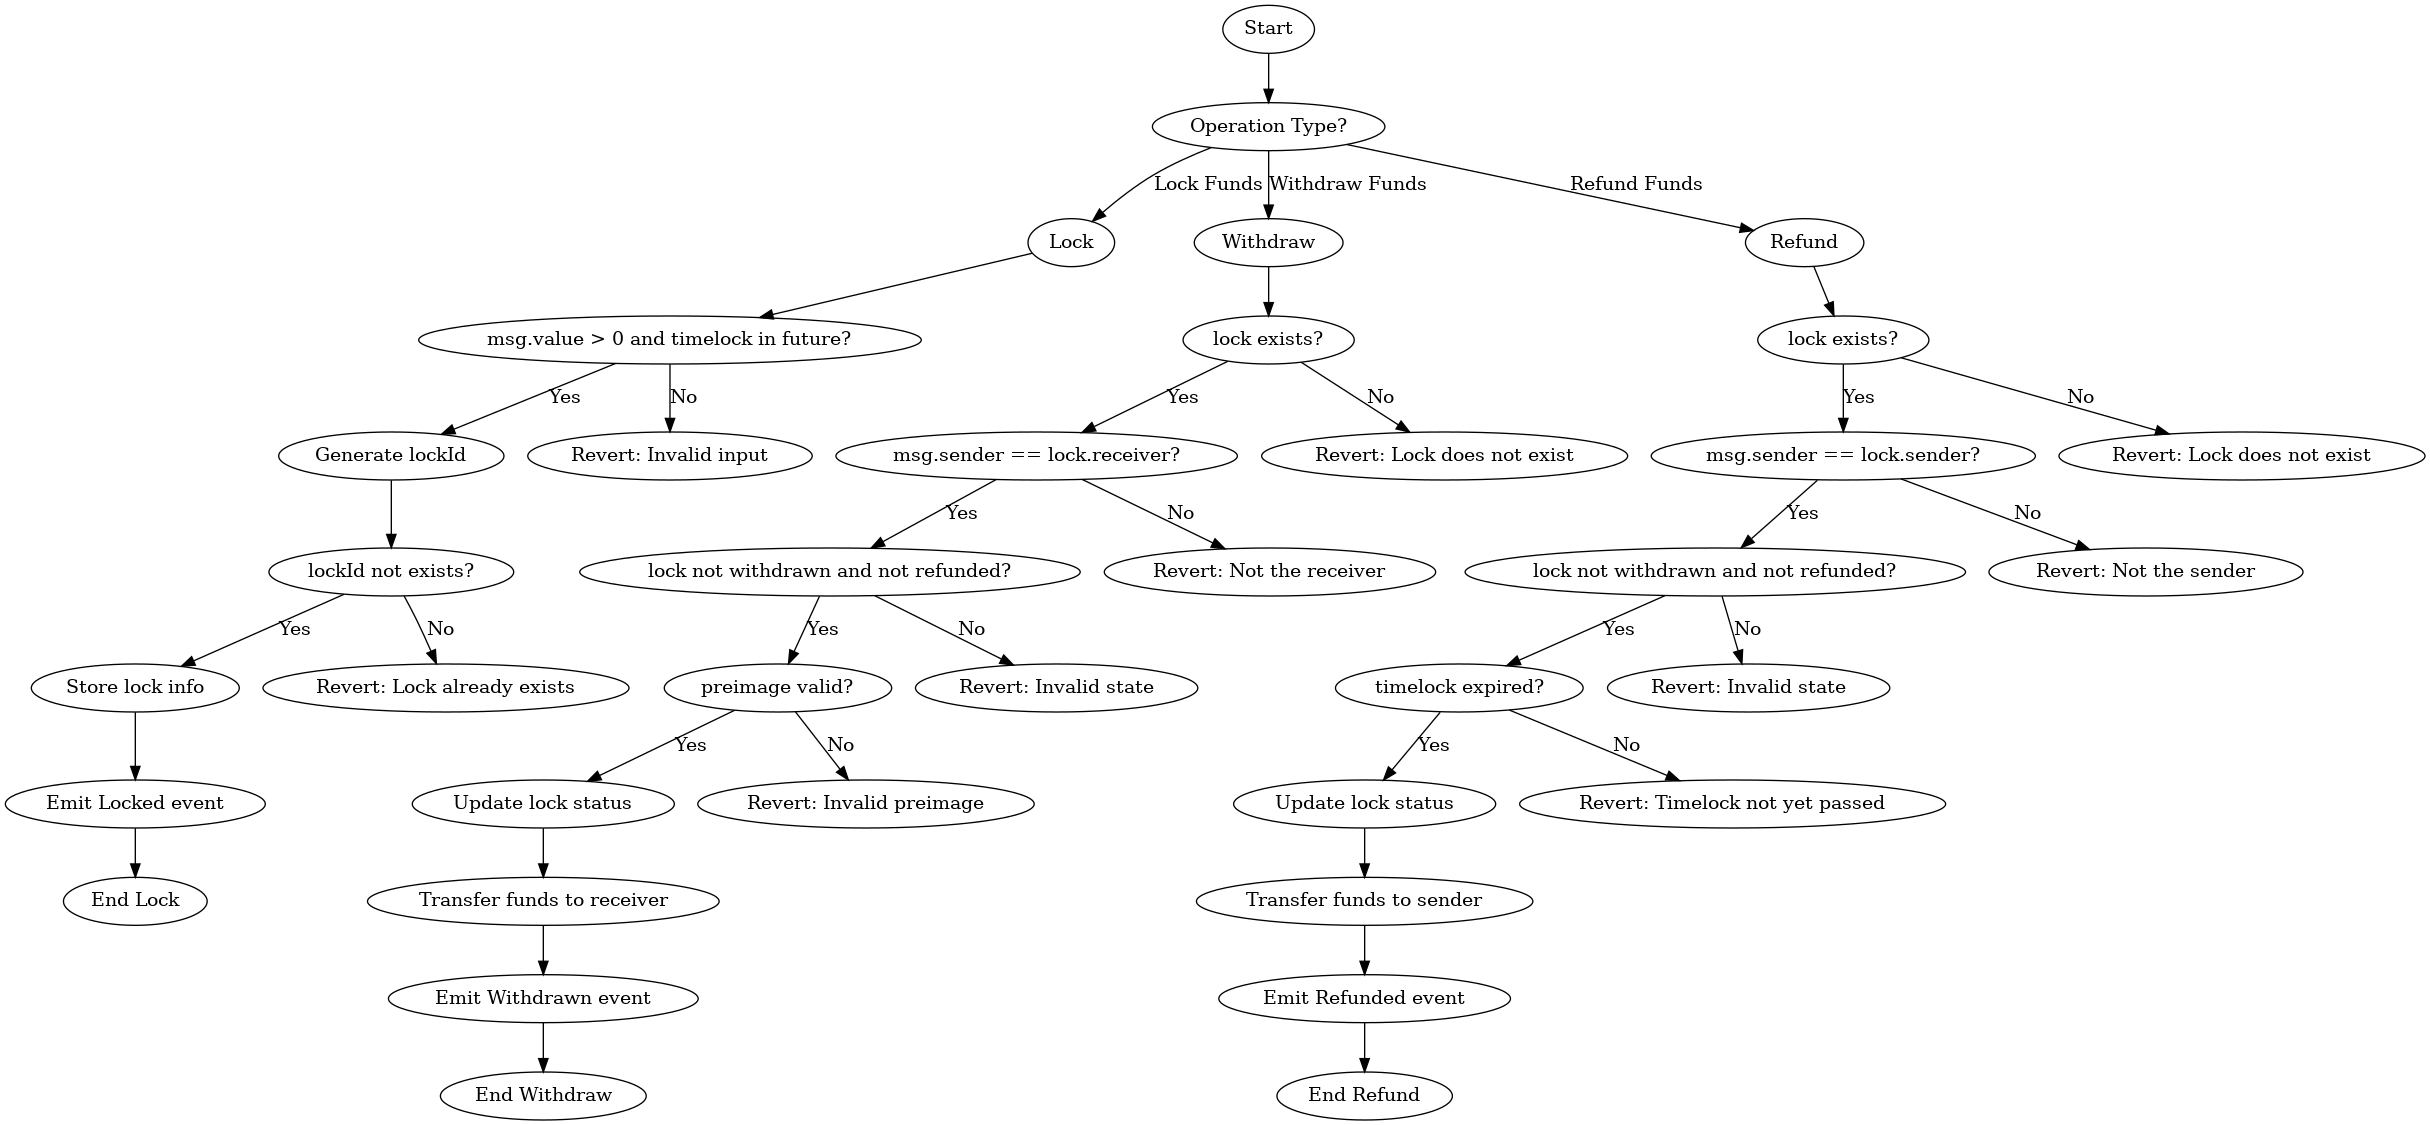 Start
Operation Type?
Lock Funds
Withdraw Funds
Refund Funds
Lock
Withdraw
Refund
msg.value > 0 and timelock in future?
lock exists?
lock exists?
Yes
No
Yes
No
Yes
No
Generate lockId
Revert: Invalid input
msg.sender == lock.receiver?
Revert: Lock does not exist
msg.sender == lock.sender?
Revert: Lock does not exist
Yes
No
Yes
No
lockId not exists?
lock not withdrawn and not refunded?
Revert: Not the receiver
lock not withdrawn and not refunded?
Revert: Not the sender
Yes
No
Yes
No
Yes
No
Store lock info
Revert: Lock already exists
preimage valid?
Revert: Invalid state
timelock expired?
Revert: Invalid state
Yes
No
Yes
No
Emit Locked event
Update lock status
Revert: Invalid preimage
Update lock status
Revert: Timelock not yet passed
End Lock
Transfer funds to receiver
Transfer funds to sender
Emit Withdrawn event
Emit Refunded event
End Withdraw
End Refund